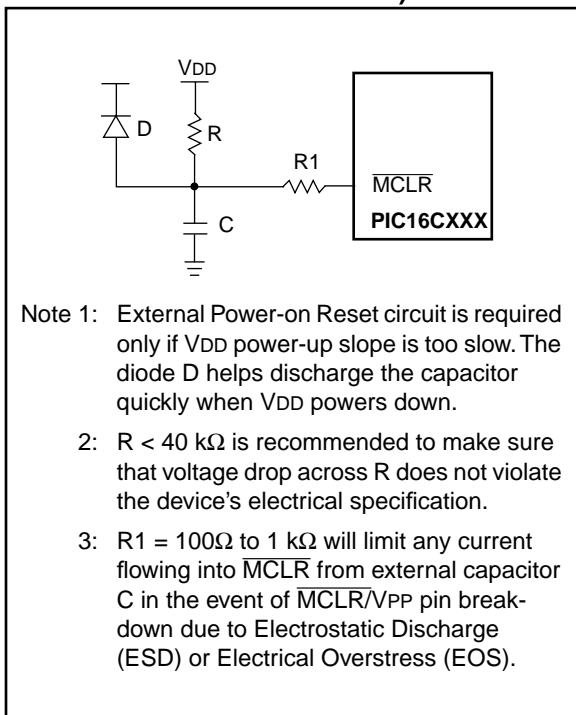 VDD
D
R
R1
MCLR
PIC16CXXX
C
Note 1: External Power-on Reset circuit is required
only if VDD power-up slope is too slow. The
diode D helps discharge the capacitor
quickly when VDD powers down.
2: R < 40 kΩ is recommended to make sure
that voltage drop across R does not violate
the device's electrical specification.
3: R1 = 100Ω to 1 kΩ will limit any current
flowing into MCLR from external capacitor
C in the event of MCLR/VPP pin break-
down due to Electrostatic Discharge
(ESD) or Electrical Overstress (EOS).